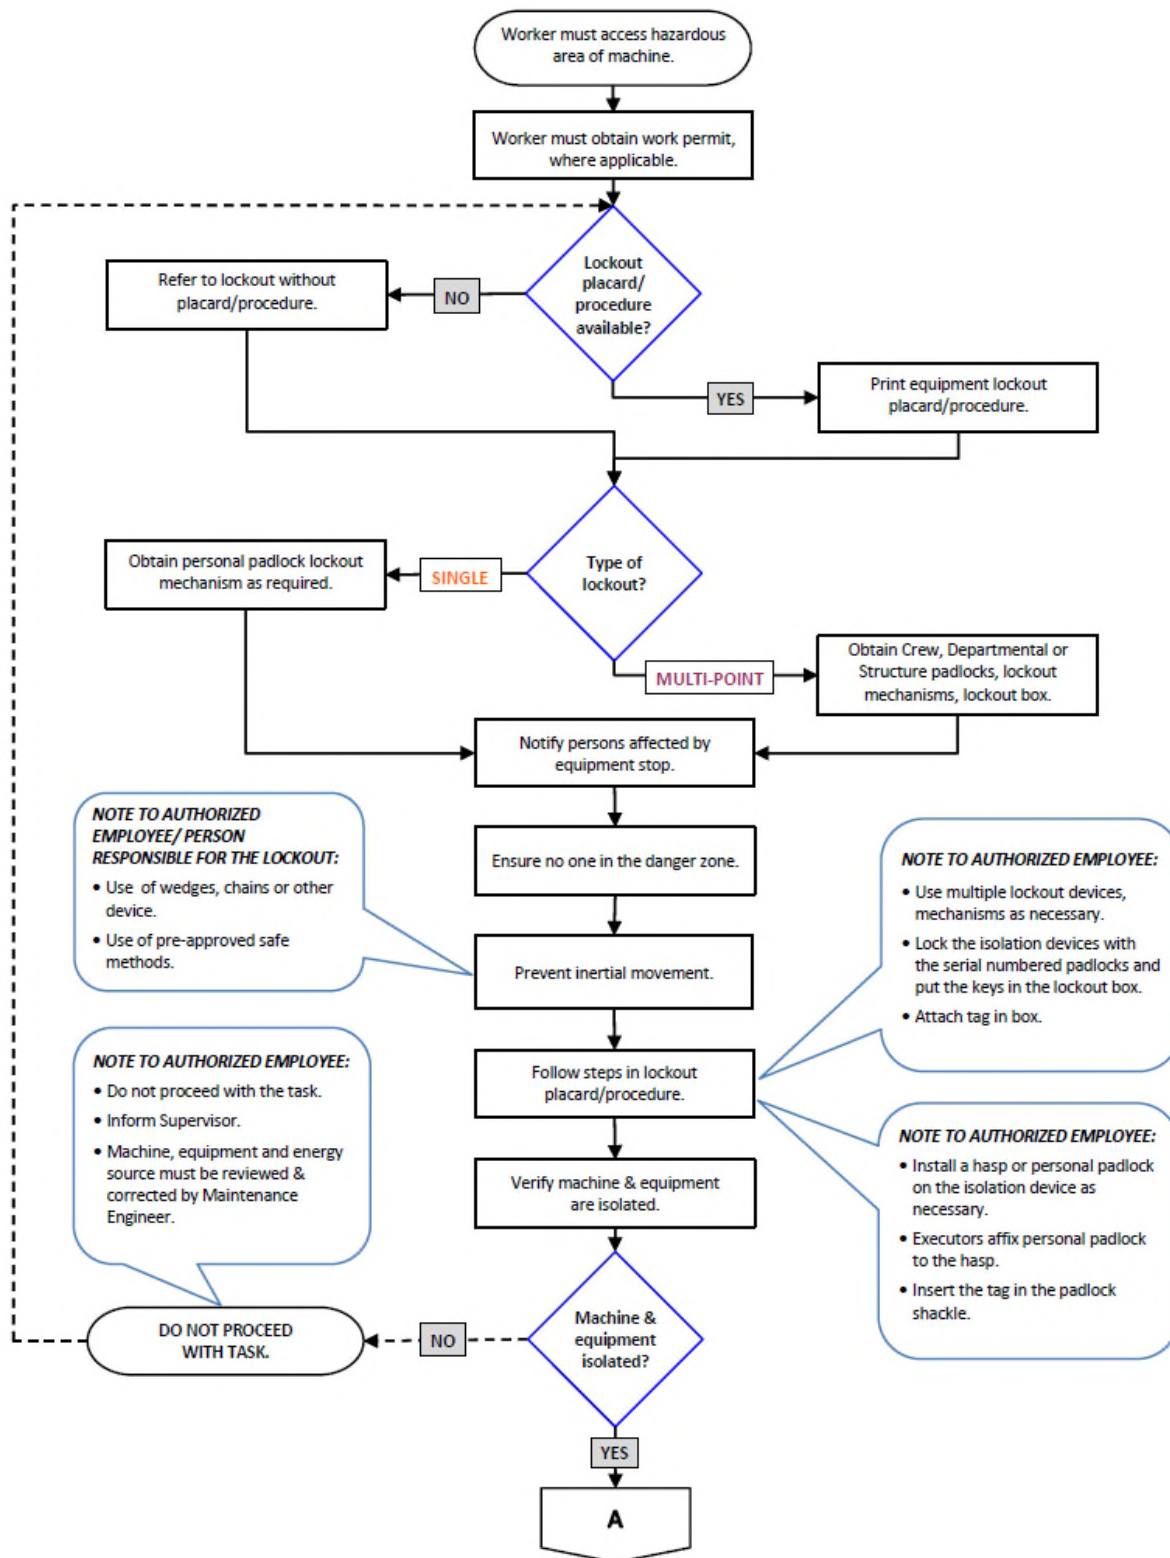 Worker must access hazardous
area of machine.
Worker must obtain work permit,
where applicable.
Lockout
placard/
procedure
available?
NO
Refer to lockout without
placard/procedure.
YES
Print equipment lockout
placard/procedure.
Type of
lockout?
SINGLE
Obtain personal padlock lockout
mechanism as required.
MULTI-POINT
Obtain Crew, Departmental or
Structure padlocks, lockout
mechanisms, lockout box.
Notify persons affected by
equipment stop.
Ensure no one in the danger zone.
NOTE TO AUTHORIZED
EMPLOYEE/ PERSON
RESPONSIBLE FOR THE LOCKOUT:
• Use of wedges, chains or other
device.
• Use of pre-approved safe
methods.
Prevent inertial movement.
Follow steps in lockout
placard/procedure.
NOTE TO AUTHORIZED EMPLOYEE:
• Use multiple lockout devices,
mechanisms as necessary.
• Lock the isolation devices with
the serial numbered padlocks and
put the keys in the lockout box.
• Attach tag in box.
NOTE TO AUTHORIZED EMPLOYEE:
• Install a hasp or personal padlock
on the isolation device as
necessary.
• Executors affix personal padlock
to the hasp.
• Insert the tag in the padlock
shackle.
Verify machine & equipment
are isolated.
Machine &
equipment
isolated?
NO
NOTE TO AUTHORIZED EMPLOYEE:
• Do not proceed with the task.
• Inform Supervisor.
• Machine, equipment and energy
source must be reviewed &
corrected by Maintenance
Engineer.
DO NOT PROCEED
WITH TASK.
YES
A